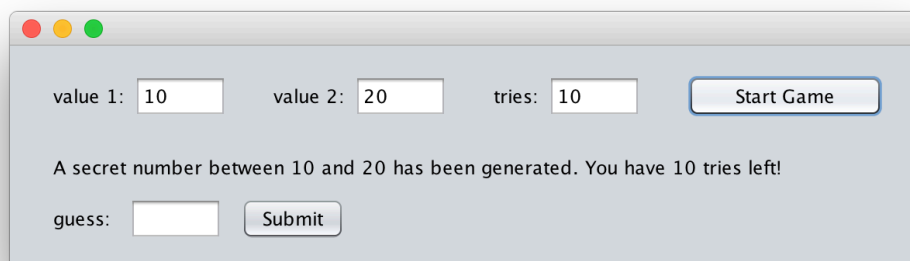 value 1: 10 value 2: 20 tries: 10 Start Game
A secret number between 10 and 20 has been generated. You have 10 tries left!
guess: Submit